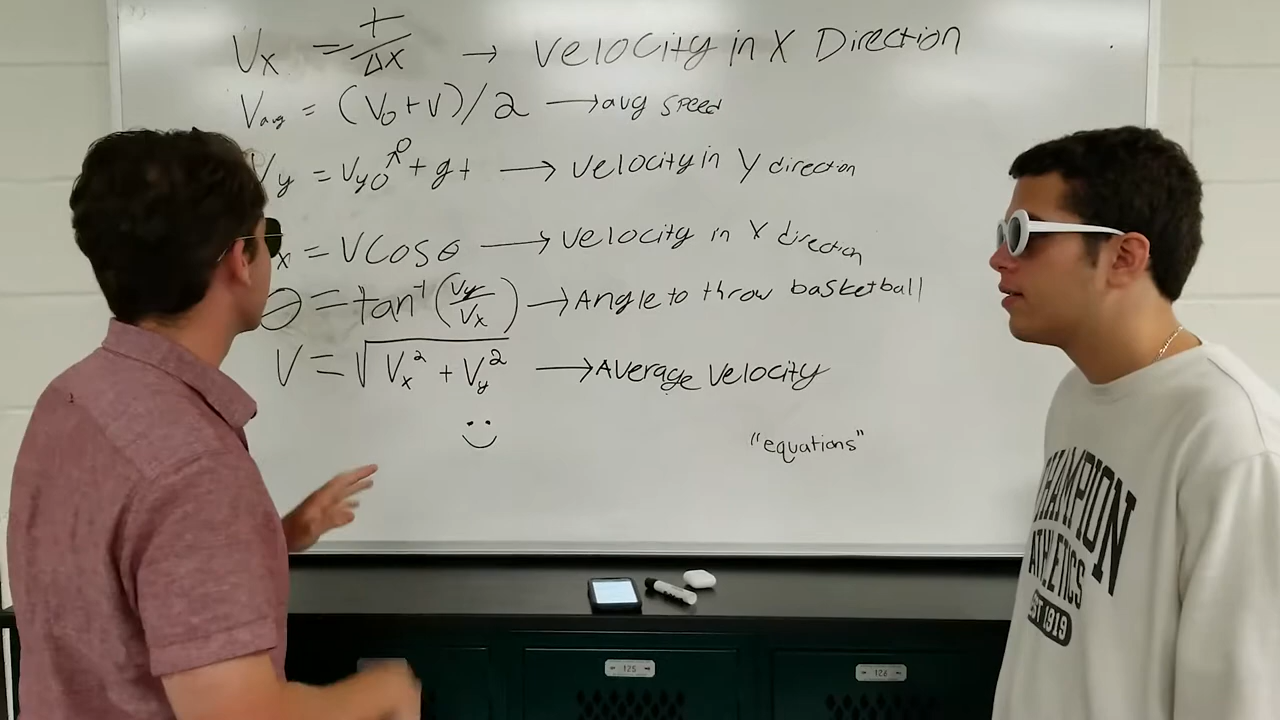 Vx = t/Δx → Velocity in X Direction
Vavg = (V0 + V)/2 → avg speed
Vy = Vy0↗0 + gt → Velocity in Y direction
x = V Cos θ → Velocity in X direction
θ = tan⁻¹ (Vy/Vx) → Angle to throw basketball
V = √Vx² + Vy² → Average Velocity
"equations"
CHAMPION
ATHLETICS
EST 1919
125
126